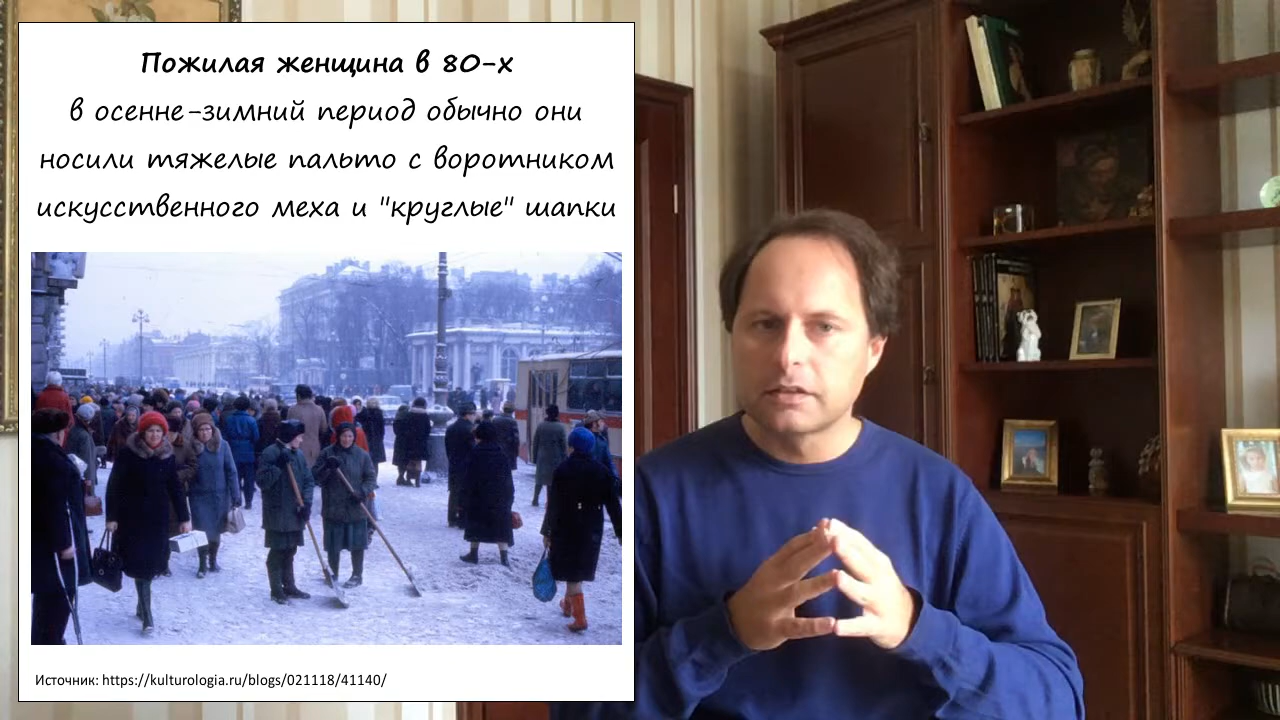 Пожилая женщина в 80-х
в осенне-зимний период обычно они
носили тяжелые пальто с воротником
искусственного меха и "круглые" шапки
Источник: https://kulturologia.ru/blogs/021118/41140/